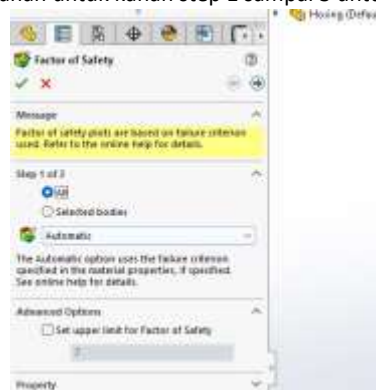 Hosing (Defau
Factor of Safety
Message
Factor of safety plots are based on failure criterion
used. Refer to the online help for details.
Step 1 of 3
All
Selected bodies
Automatic
The Automatic option uses the failure criterion
specified in the material properties, if specified.
See online help for details.
Advanced Options
Set upper limit for Factor of Safety
Property